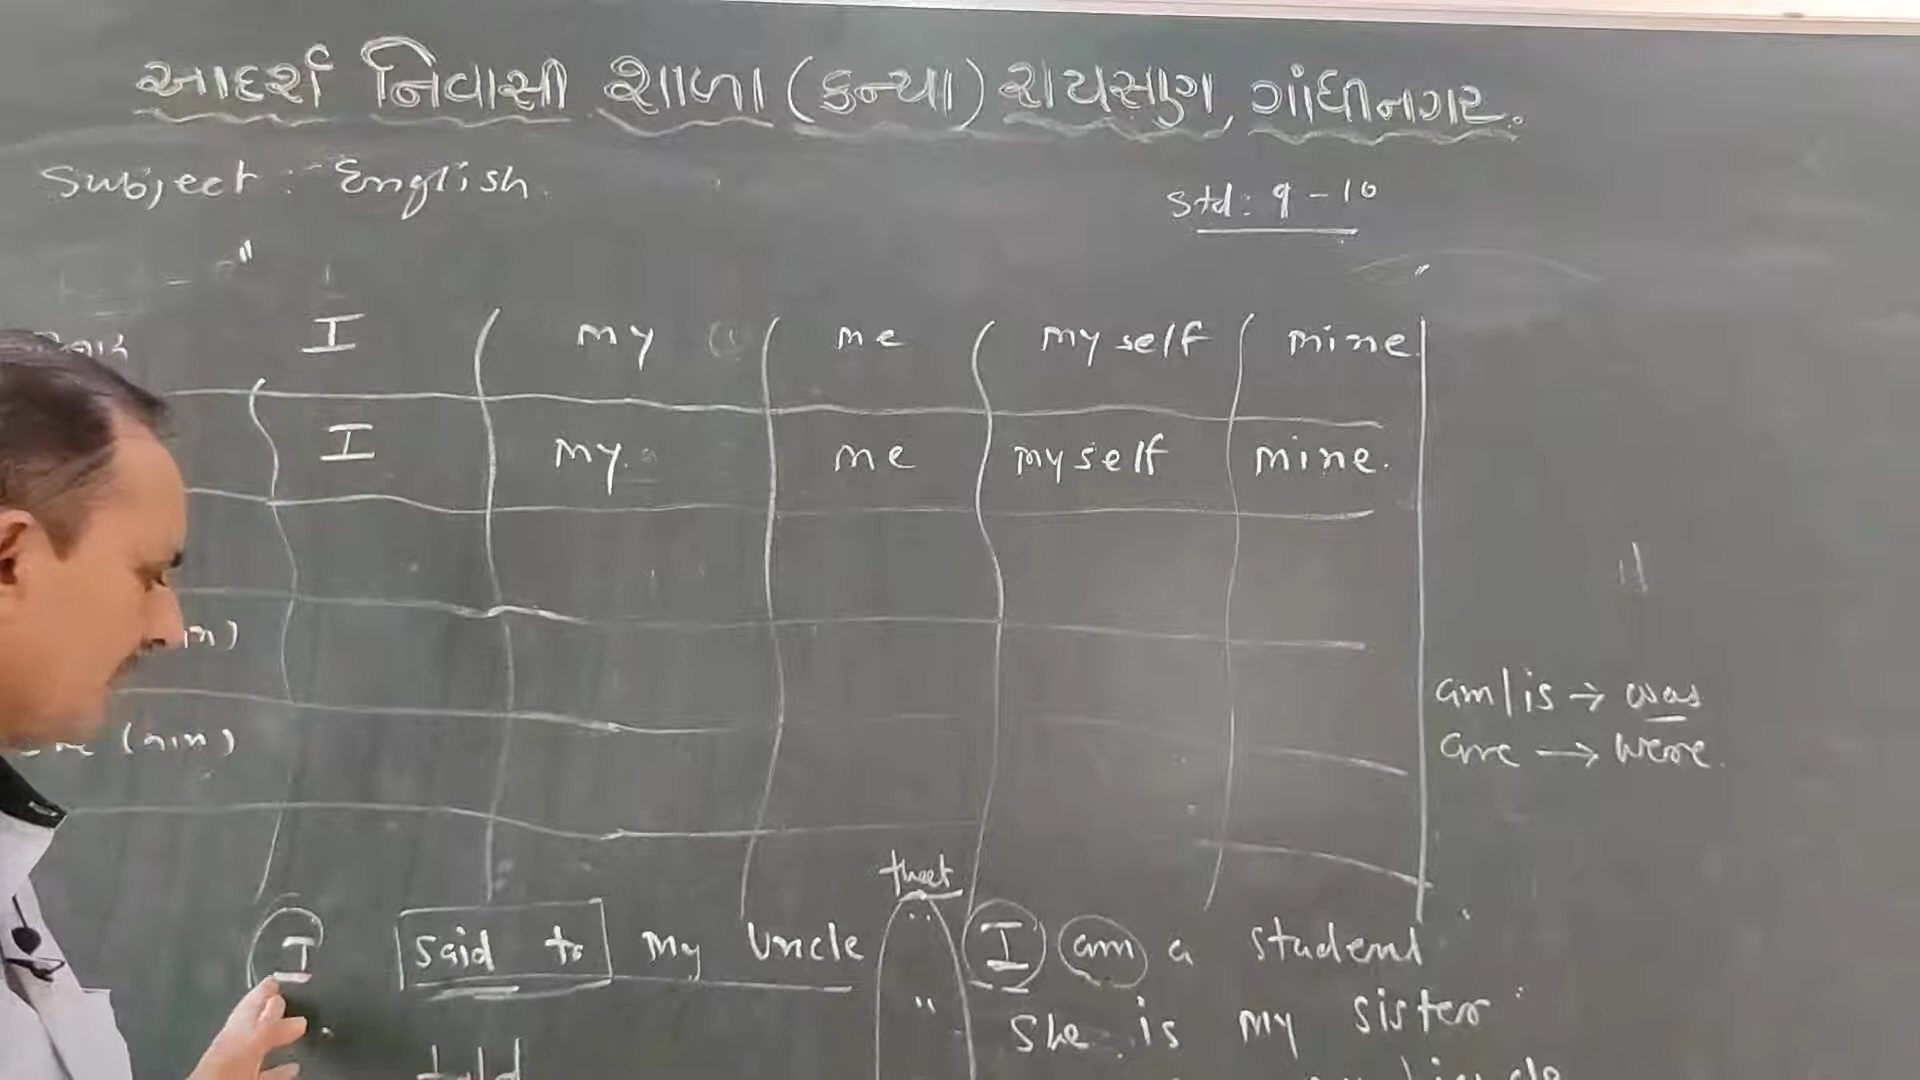 આદર્શ નિવાસી શાળા (કન્યા) રાયસણ, ગાંધીનગર.
Subject :- English.
Std: 9-10
I my me myself mine.
I my. me myself mine.
am/is → was
are → were.
that
I said to my Uncle " I am a student
" She is my sister
told